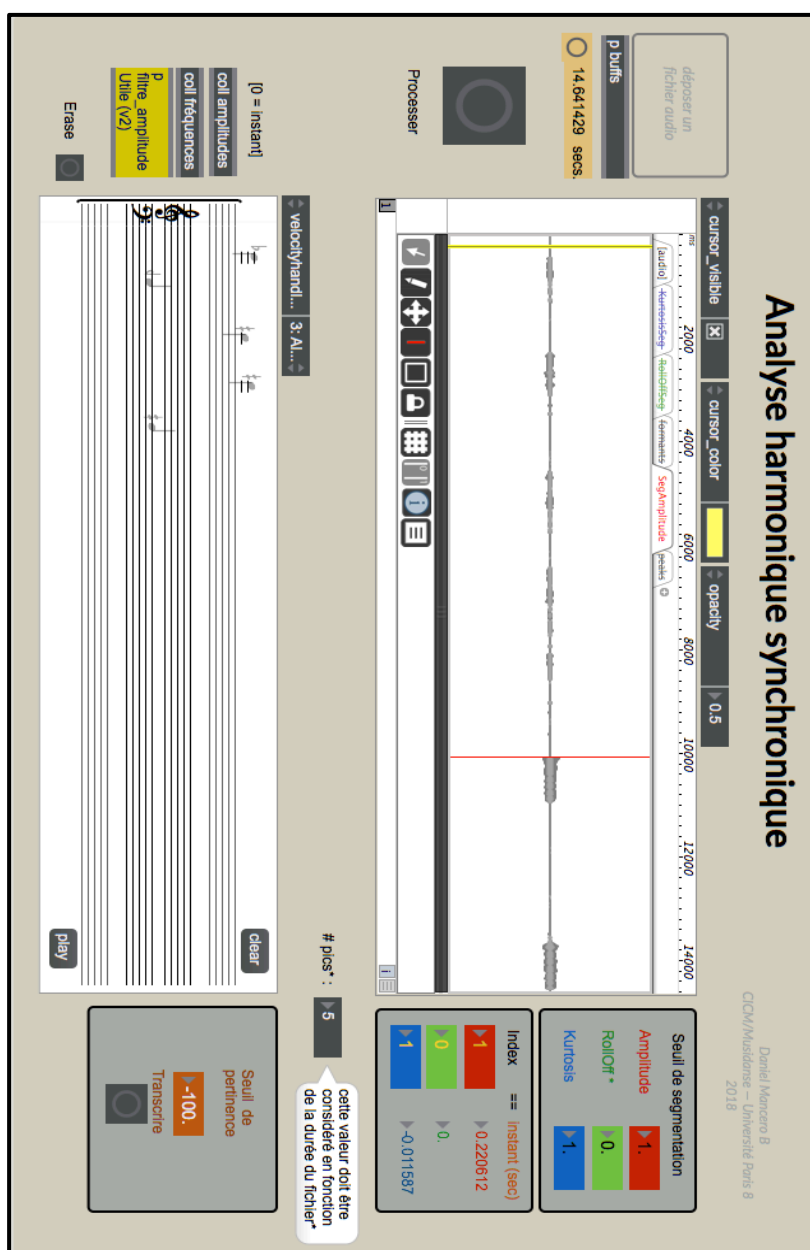 Analyse harmonique synchronique
Daniel Mancero B
CICM/Musidanse – Université Paris 8
2018
déposer un
fichier audio
p buffs
14.641429 secs.
Processer
cursor_visible
cursor_color
opacity
0.5
ms
2000
4000
6000
8000
10000
12000
14000
[audio]
KurtosisSeg
RollOffSeg
formants
SegAmplitude
peaks
1
i
i
Seuil de segmentation
Amplitude
1.
RollOff *
0.
Kurtosis
1.
Index == instant (sec)
1
0.220612
0
0.
1
-0.011587
[0 = instant]
coll amplitudes
coll fréquences
p
filtre_amplitude
Utile (v2)
Erase
velocityhandl...
3: Al...
# pics* :
5
cette valeur doit être
considéré en fonction
de la durée du fichier*
clear
play
Seuil de
pertinence
-100.
Transcrire